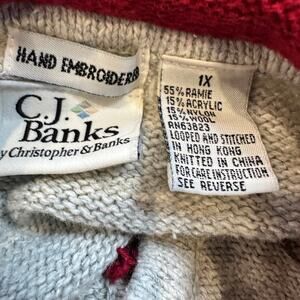 HAND EMBROIDERED
C.J.
Banks
by Christopher & Banks
1X
55% RAMIE
15% ACRYLIC
15% NYLON
15% WOOL
RN63823
LOOPED AND STITCHED
IN HONG KONG
KNITTED IN CHINA
FOR CARE INSTRUCTION
SEE REVERSE